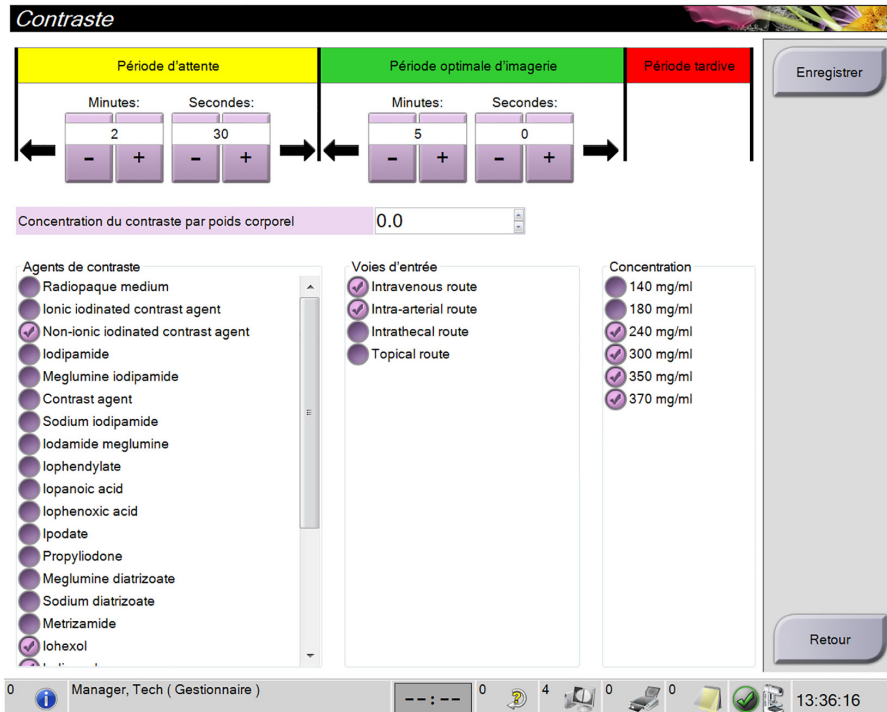 Contraste
Période d'attente
Période optimale d'imagerie
Période tardive
Enregistrer
Minutes: Secondes:
Minutes: Secondes:
2 30
5 0
- + - +
- + - +
Concentration du contraste par poids corporel 0.0
Agents de contraste
Radiopaque medium
Ionic iodinated contrast agent
Non-ionic iodinated contrast agent
Iodipamide
Meglumine iodipamide
Contrast agent
Sodium iodipamide
Iodamide meglumine
Iophendylate
Iopanoic acid
Iophenoxic acid
Ipodate
Propyliodone
Meglumine diatrizoate
Sodium diatrizoate
Metrizamide
Iohexol
Voies d'entrée
Intravenous route
Intra-arterial route
Intrathecal route
Topical route
Concentration
140 mg/ml
180 mg/ml
240 mg/ml
300 mg/ml
350 mg/ml
370 mg/ml
Retour
0 Manager, Tech ( Gestionnaire ) --:-- 0 4 0 0 13:36:16